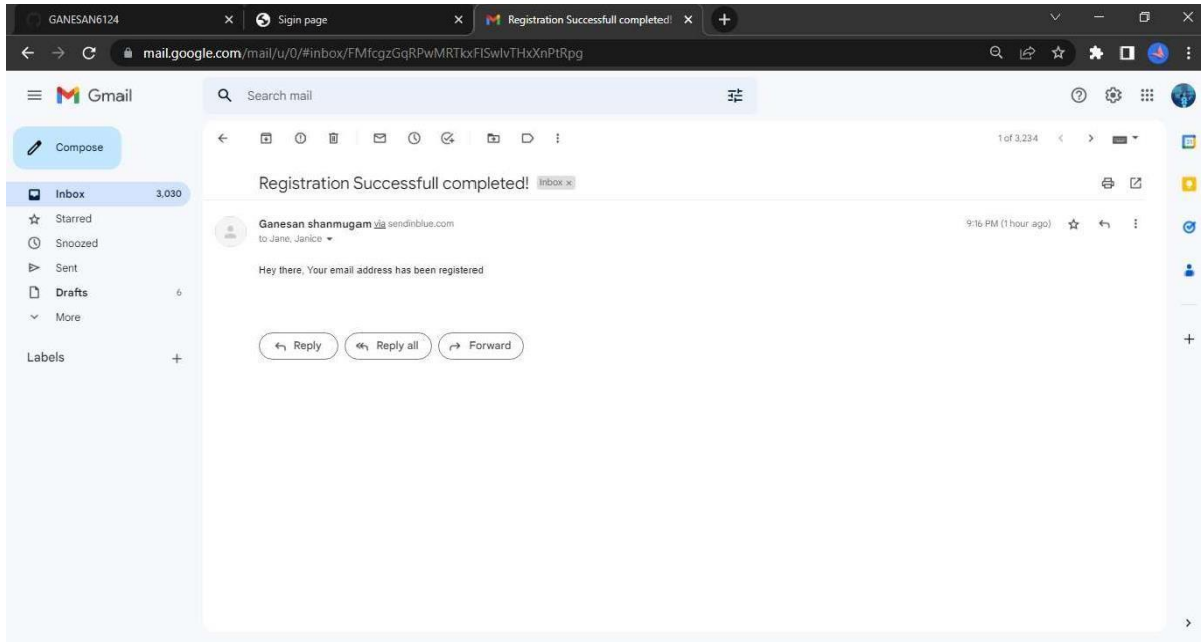 GANESAN6124
Sigin page
Registration Successfull completed!
mail.google.com/mail/u/0/#inbox/FMfcgzGqRPwMRTkxFlSwlvTHxXnPtRpg
Gmail
Search mail
Compose
1 of 3,234
Registration Successfull completed! Inbox x
Inbox 3,030
Starred
Ganesan shanmugam via sendinblue.com 9:16 PM (1 hour ago)
to Jane, Janice
Snoozed
Sent
Hey there, Your email address has been registered
Drafts 6
More
Reply Reply all Forward
Labels